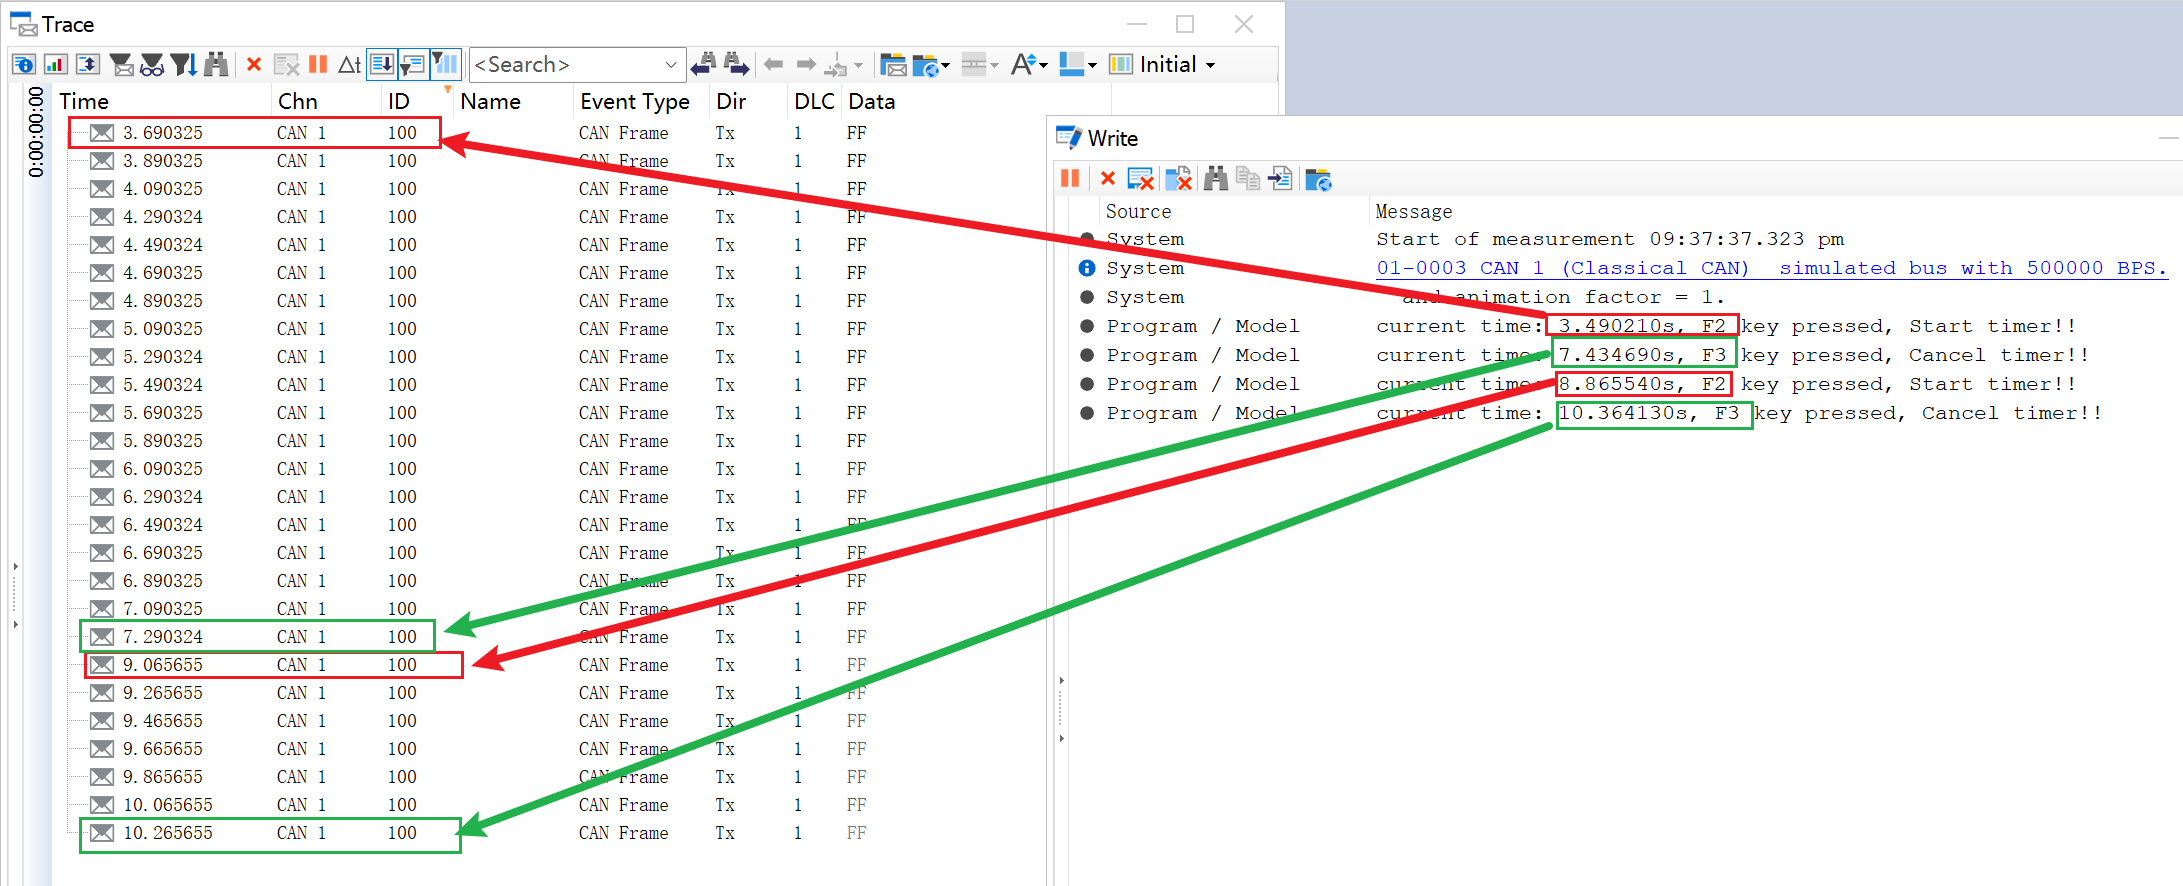 Trace
<Search>
Δt
Initial
0:00:00:00
Time Chn ID Name Event Type Dir DLC Data
3.690325 CAN 1 100 CAN Frame Tx 1 FF
3.890325 CAN 1 100 CAN Frame Tx 1 FF
4.090325 CAN 1 100 CAN Frame Tx 1 FF
4.290324 CAN 1 100 CAN Frame Tx 1 FF
4.490324 CAN 1 100 CAN Frame Tx 1 FF
4.690325 CAN 1 100 CAN Frame Tx 1 FF
4.890325 CAN 1 100 CAN Frame Tx 1 FF
5.090325 CAN 1 100 CAN Frame Tx 1 FF
5.290324 CAN 1 100 CAN Frame Tx 1 FF
5.490324 CAN 1 100 CAN Frame Tx 1 FF
5.690325 CAN 1 100 CAN Frame Tx 1 FF
5.890325 CAN 1 100 CAN Frame Tx 1 FF
6.090325 CAN 1 100 CAN Frame Tx 1 FF
6.290324 CAN 1 100 CAN Frame Tx 1 FF
6.490324 CAN 1 100 CAN Frame Tx 1 FF
6.690325 CAN 1 100 CAN Frame Tx 1 FF
6.890325 CAN 1 100 CAN Frame Tx 1 FF
7.090325 CAN 1 100 CAN Frame Tx 1 FF
7.290324 CAN 1 100 CAN Frame Tx 1 FF
9.065655 CAN 1 100 CAN Frame Tx 1 FF
9.265655 CAN 1 100 CAN Frame Tx 1 FF
9.465655 CAN 1 100 CAN Frame Tx 1 FF
9.665655 CAN 1 100 CAN Frame Tx 1 FF
9.865655 CAN 1 100 CAN Frame Tx 1 FF
10.065655 CAN 1 100 CAN Frame Tx 1 FF
10.265655 CAN 1 100 CAN Frame Tx 1 FF
Write
Source Message
System Start of measurement 09:37:37.323 pm
System 01-0003 CAN 1 (Classical CAN) simulated bus with 500000 BPS.
System and animation factor = 1.
Program / Model current time: 3.490210s, F2 key pressed, Start timer!!
Program / Model current time: 7.434690s, F3 key pressed, Cancel timer!!
Program / Model current time: 8.865540s, F2 key pressed, Start timer!!
Program / Model current time: 10.364130s, F3 key pressed, Cancel timer!!